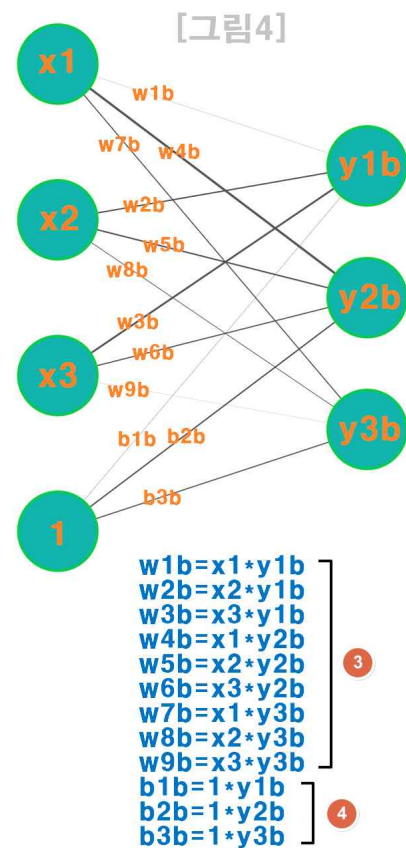 [그림4]
x1
w1b
w7b
w4b
y1b
x2
w2b
w5b
w8b
y2b
w3b
x3
w6b
w9b
y3b
b1b
b2b
1
b3b
w1b=x1*y1b
w2b=x2*y1b
w3b=x3*y1b
w4b=x1*y2b
w5b=x2*y2b
w6b=x3*y2b
w7b=x1*y3b
w8b=x2*y3b
w9b=x3*y3b
3
b1b=1*y1b
b2b=1*y2b
b3b=1*y3b
4